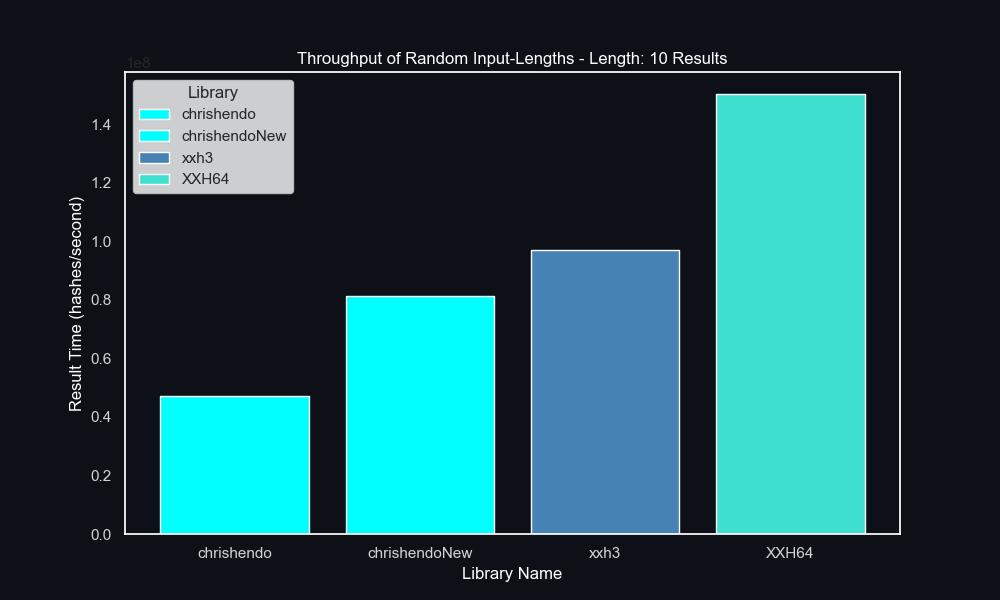 Throughput of Random Input-Lengths - Length: 10 Results
1e8
Library
chrishendo
chrishendoNew
xxh3
XXH64
1.4
1.2
1.0
0.8
0.6
0.4
0.2
0.0
Result Time (hashes/second)
chrishendo chrishendoNew xxh3 XXH64
Library Name